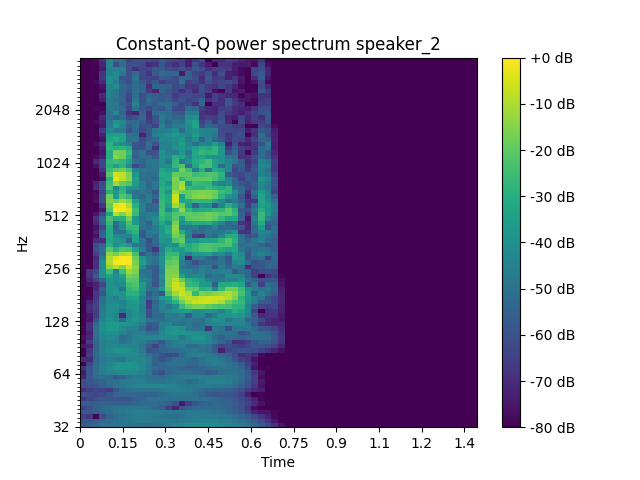 Constant-Q power spectrum speaker_2
Hz
2048
1024
512
256
128
64
32
0 0.15 0.3 0.45 0.6 0.75 0.9 1.1 1.2 1.4
Time
+0 dB
-10 dB
-20 dB
-30 dB
-40 dB
-50 dB
-60 dB
-70 dB
-80 dB